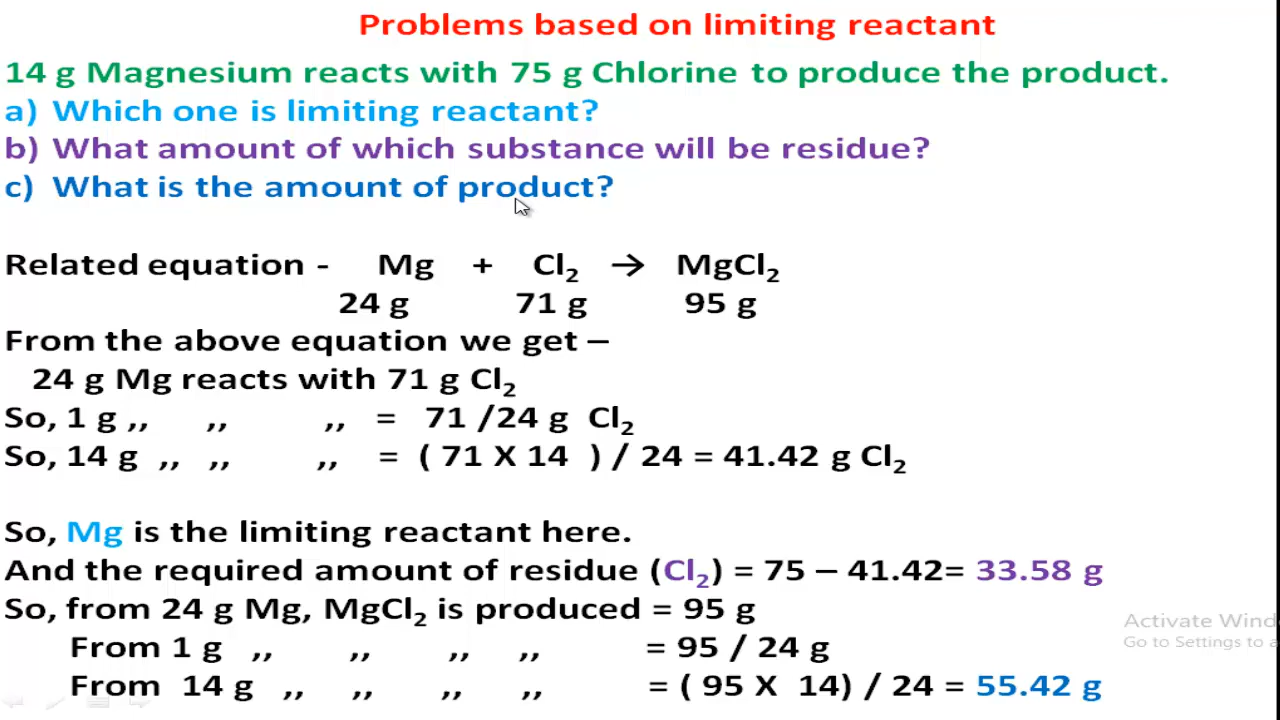 Problems based on limiting reactant
14 g Magnesium reacts with 75 g Chlorine to produce the product.
a) Which one is limiting reactant?
b) What amount of which substance will be residue?
c) What is the amount of product?
Related equation - Mg + Cl₂ → MgCl₂
24 g 71 g 95 g
From the above equation we get –
24 g Mg reacts with 71 g Cl₂
So, 1 g ,, ,, ,, = 71 /24 g Cl₂
So, 14 g ,, ,, ,, = ( 71 X 14 ) / 24 = 41.42 g Cl₂
So, Mg is the limiting reactant here.
And the required amount of residue (Cl₂) = 75 – 41.42= 33.58 g
So, from 24 g Mg, MgCl₂ is produced = 95 g
From 1 g ,, ,, ,, ,, = 95 / 24 g
From 14 g ,, ,, ,, ,, = ( 95 X 14) / 24 = 55.42 g
Activate Wind
Go to Settings to a